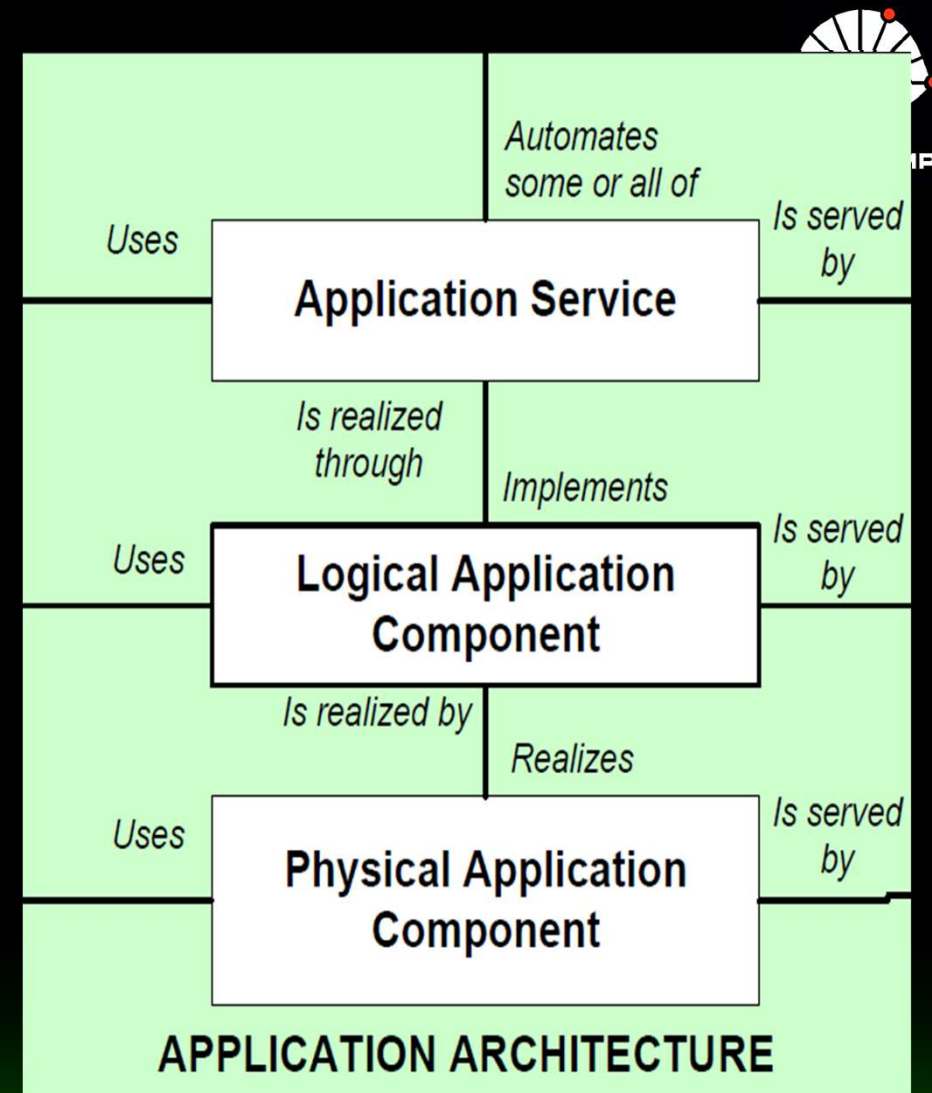 Automates
some or all of
Uses
Is served
by
Application Service
Is realized
through
Implements
Uses
Is served
by
Logical Application
Component
Is realized by
Realizes
Uses
Is served
by
Physical Application
Component
APPLICATION ARCHITECTURE